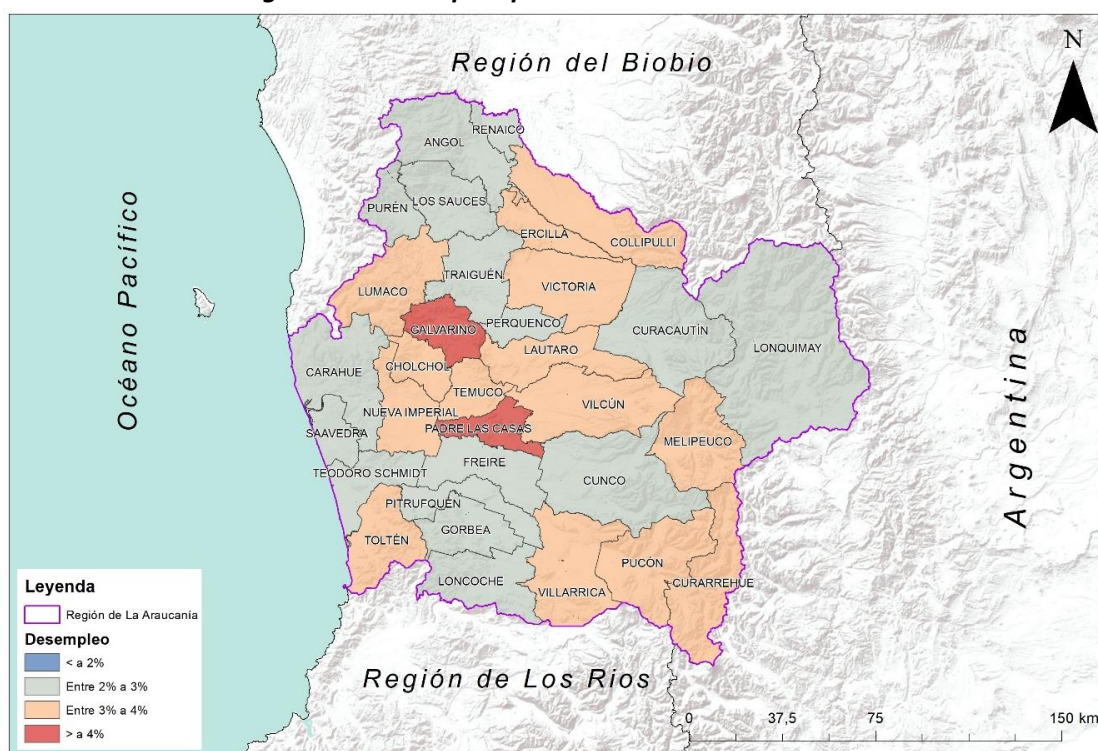 Región del Biobio
N
RENAICO
ANGOL
PURÉN
LOS SAUCES
ERCILLA
COLLIPULLI
TRAIGUÉN
LUMACO
VICTORIA
GALVARINO
PERQUENCO
CURACAUTÍN
LONQUIMAY
LAUTARO
CARAHUE
CHOLCHOL
TEMUCO
VILCÚN
NUEVA IMPERIAL
SAAVEDRA
PADRE LAS CASAS
MELIPEUCO
TEODORO SCHMIDT
FREIRE
CUNCO
PITRUFQUÉN
GORBEA
TOLTÉN
LONCOCHE
VILLARRICA
PUCÓN
CURARREHUE
Océano Pacífico
Argentina
Región de Los Rios
Leyenda
Región de La Araucanía
Desempleo
< a 2%
Entre 2% a 3%
Entre 3% a 4%
> a 4%
0 37,5 75 150 km